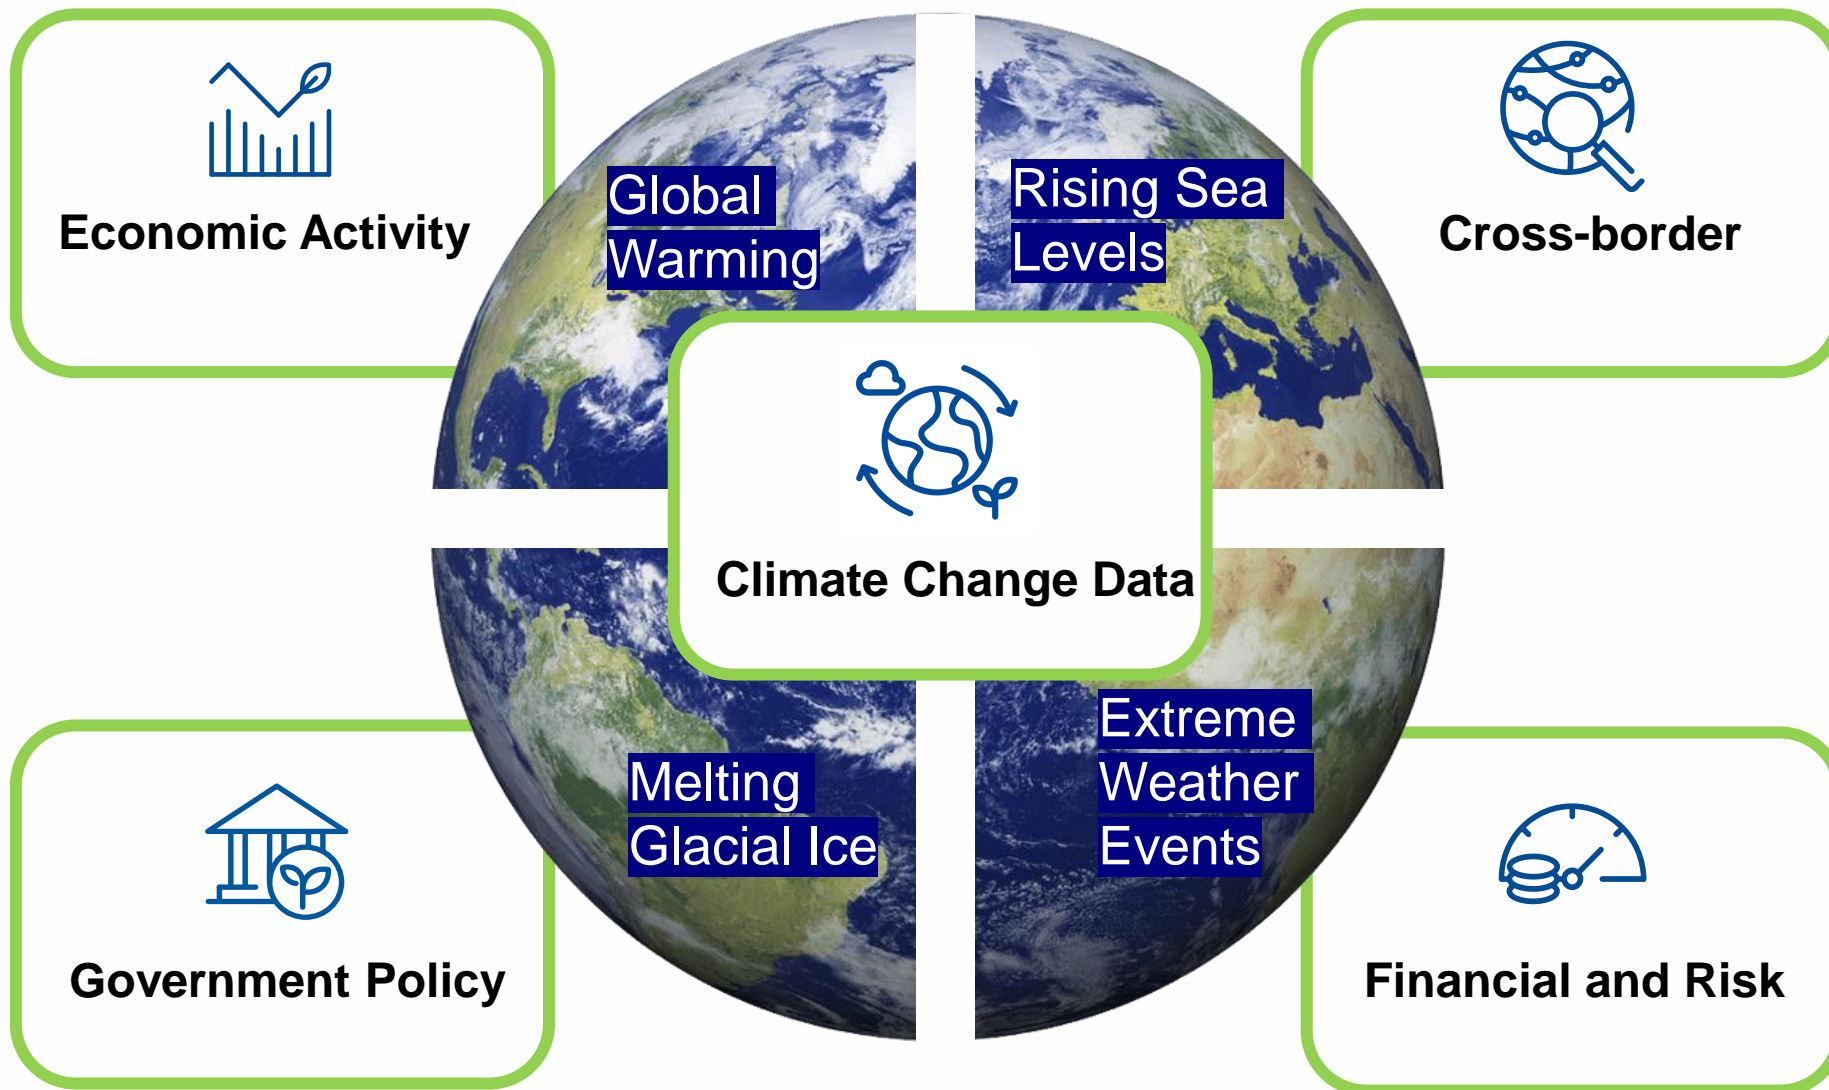 Economic Activity
Global
Warming
Rising Sea
Levels
Cross-border
Climate Change Data
Government Policy
Melting
Glacial Ice
Extreme
Weather
Events
Financial and Risk